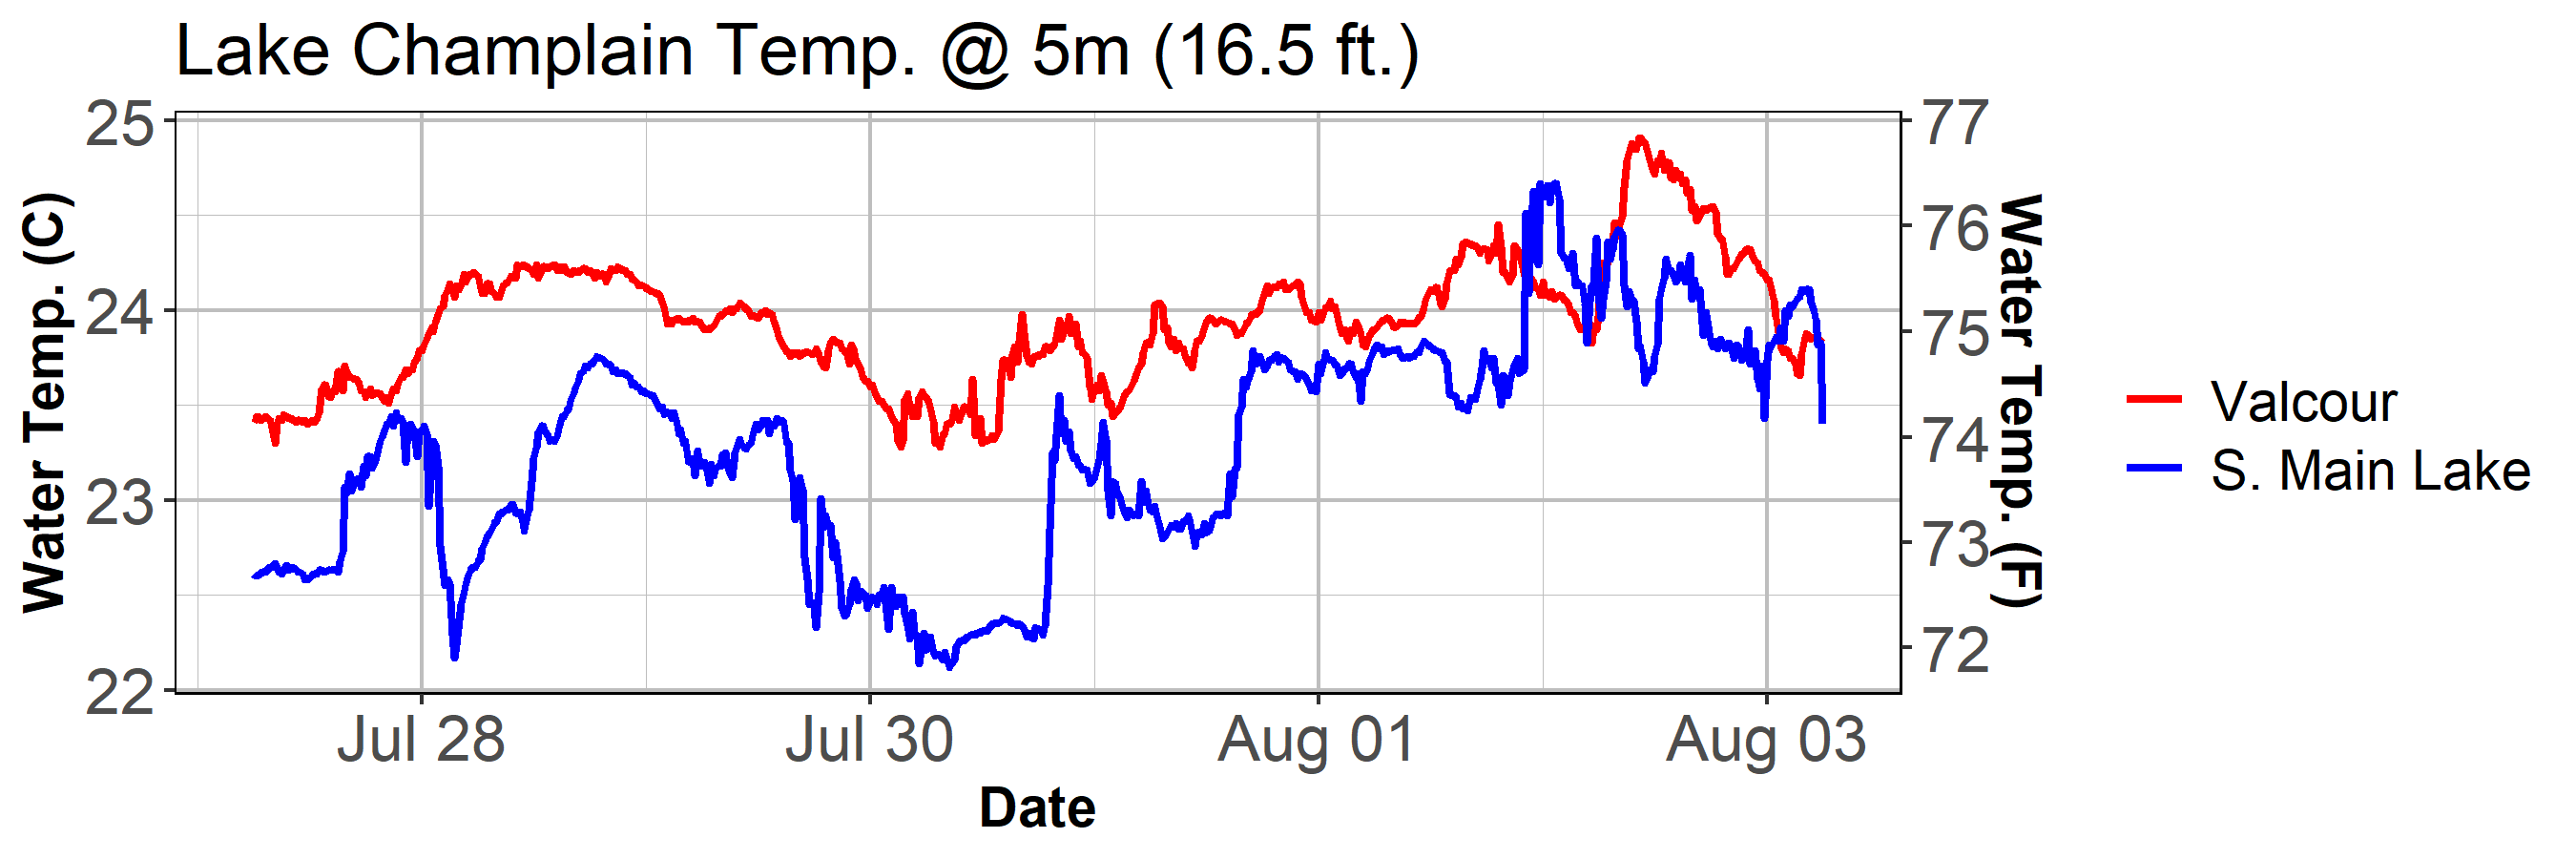 Lake Champlain Temp. @ 5m (16.5 ft.)
25
24
23
22
Water Temp. (C)
77
76
75
74
73
72
Water Temp. (F)
Jul 28
Jul 30
Aug 01
Aug 03
Date
Valcour
S. Main Lake